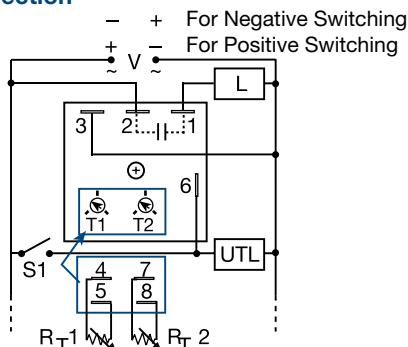 ection
− + For Negative Switching
+ − For Positive Switching
~ V ~
L
3 2 1
6
T1 T2
S1
UTL
4 7
5 8
RT1 RT 2